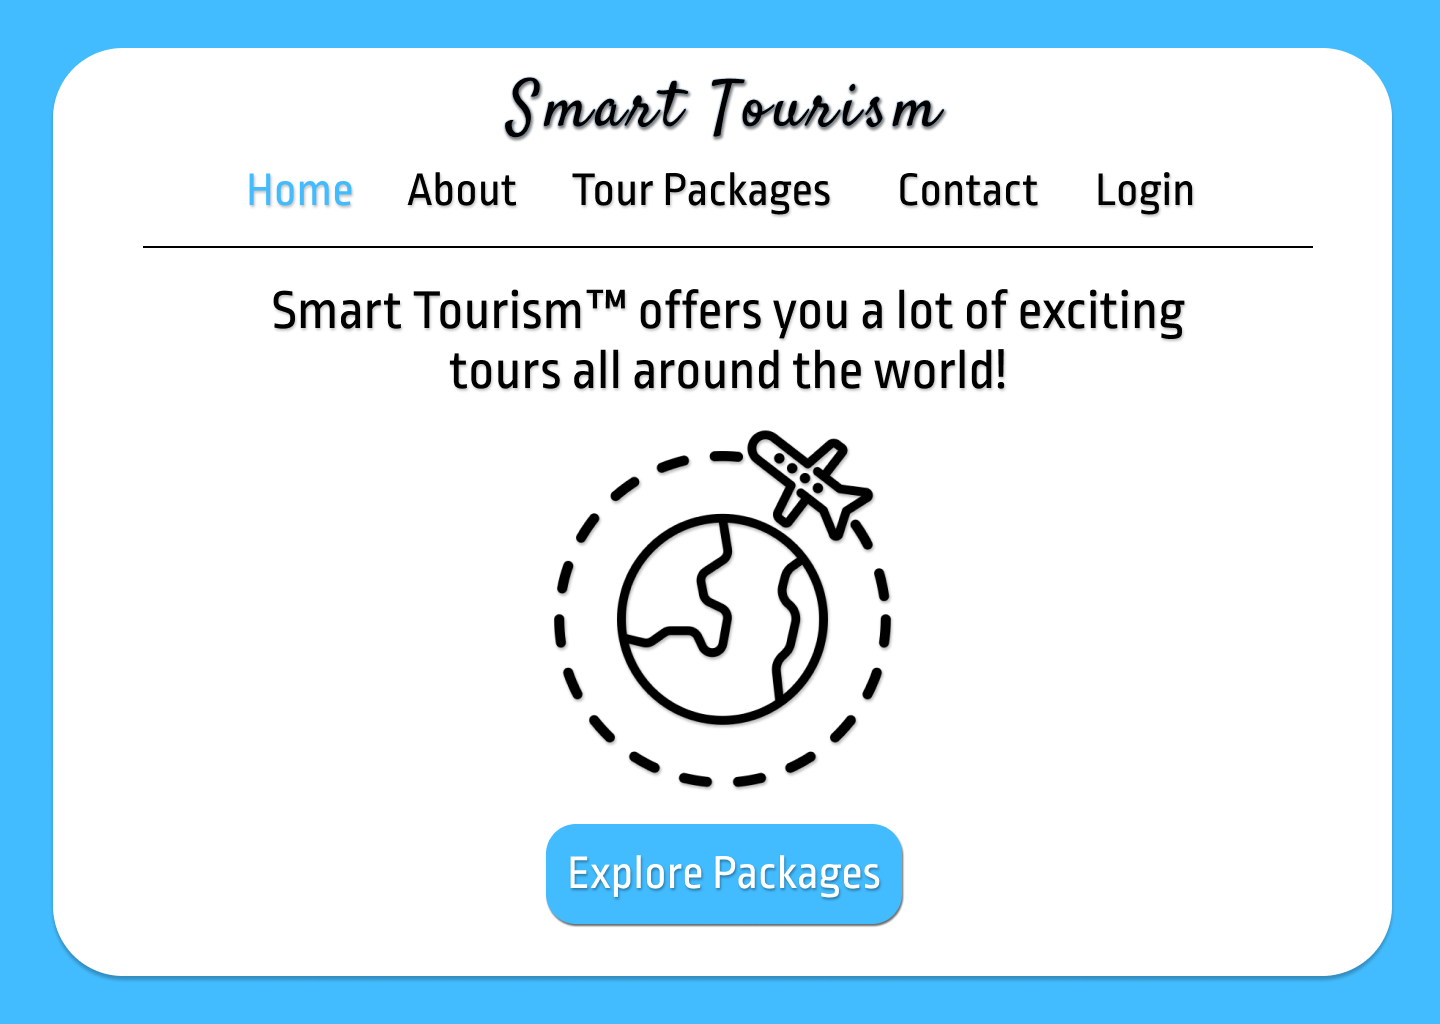 Smart Tourism
Home About Tour Packages Contact Login
Smart Tourism™ offers you a lot of exciting
tours all around the world!
Explore Packages